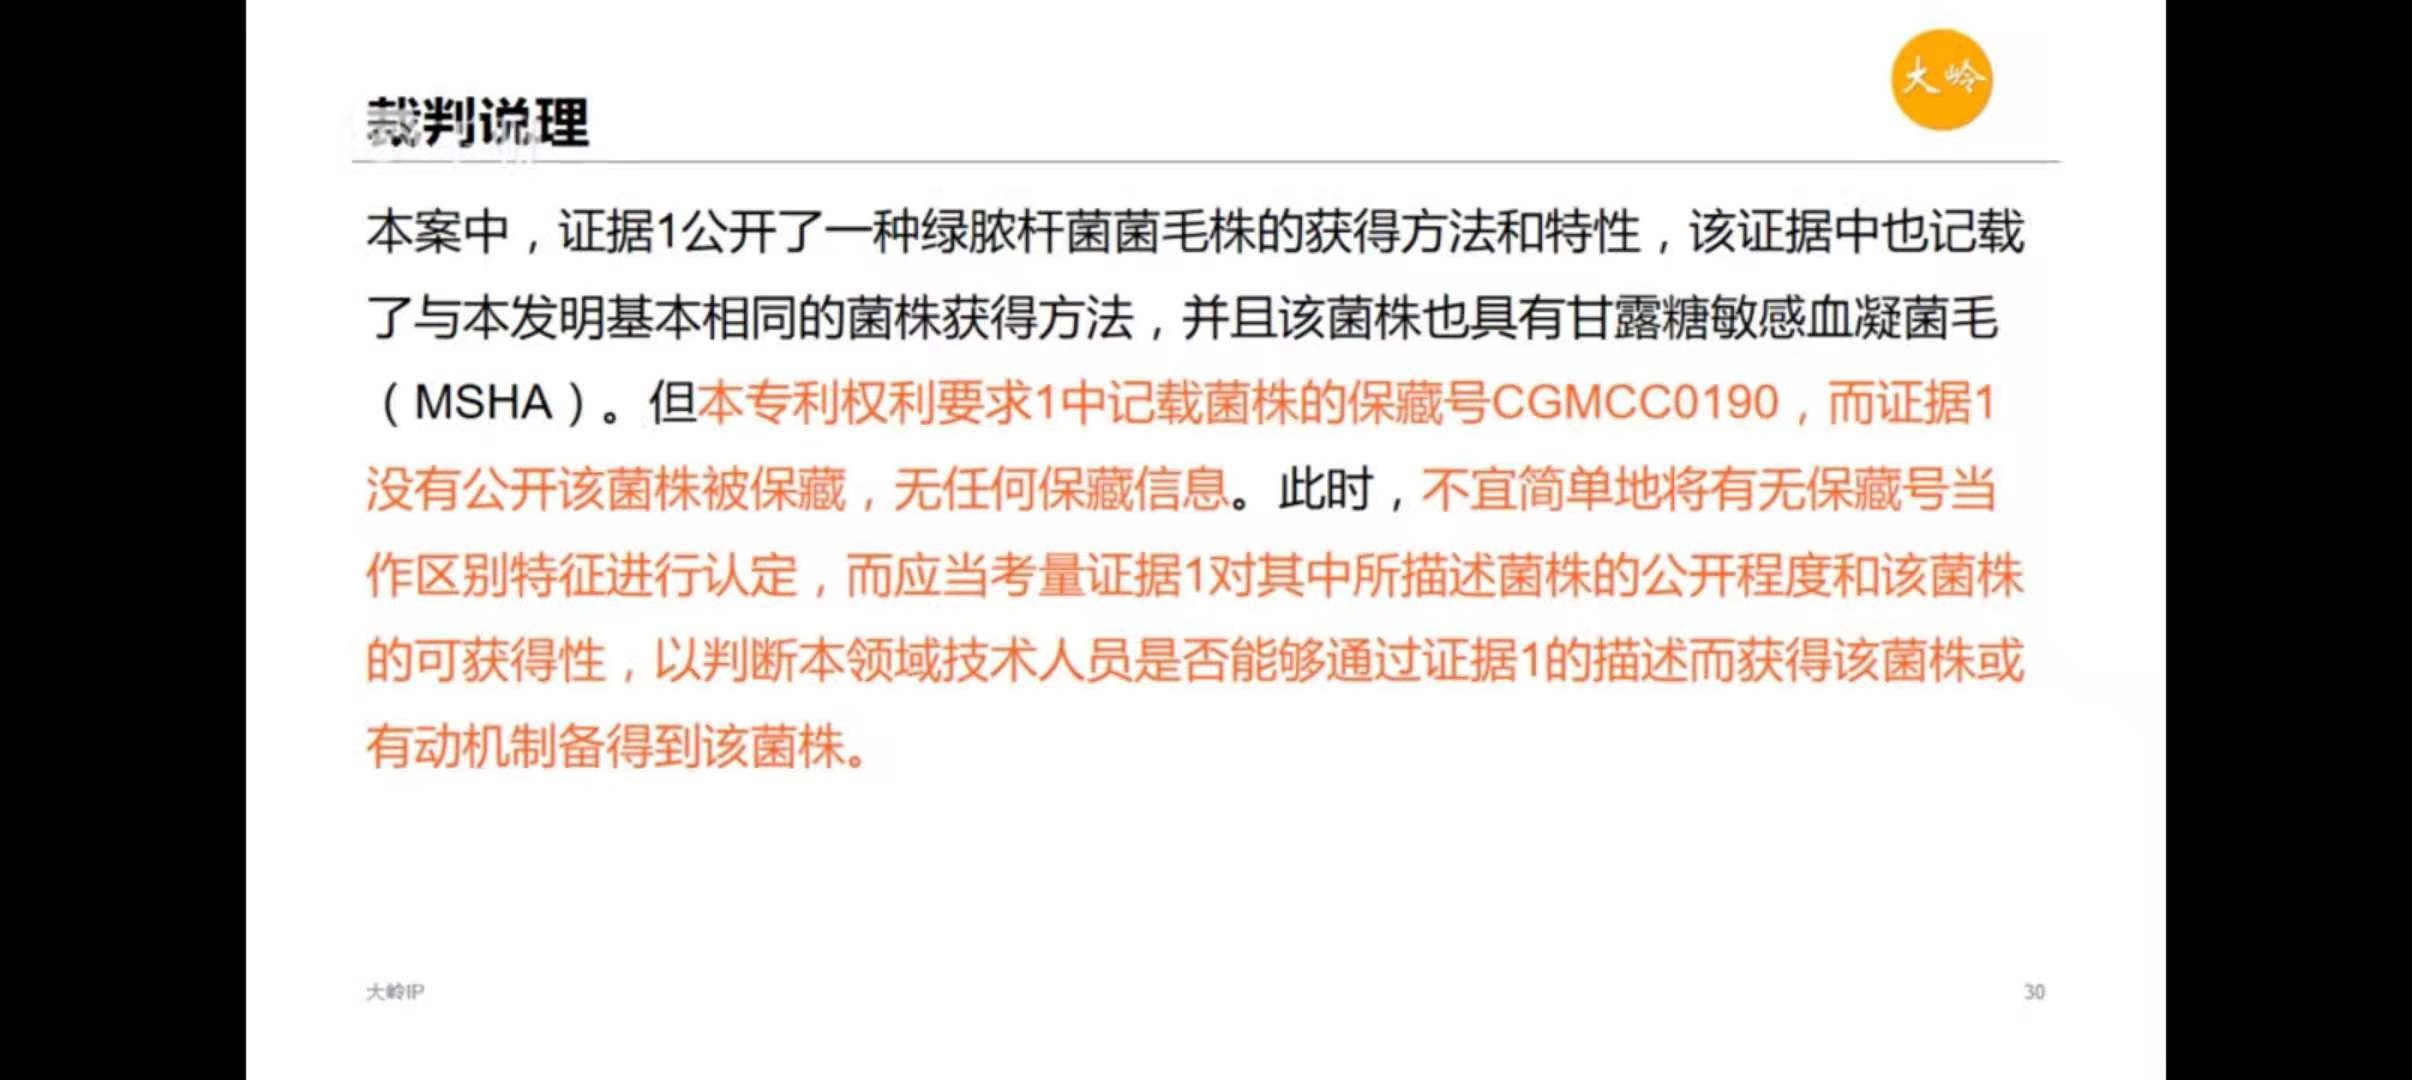 大岭
裁判说理
本案中，证据1公开了一种绿脓杆菌菌毛株的获得方法和特性，该证据中也记载
了与本发明基本相同的菌株获得方法，并且该菌株也具有甘露糖敏感血凝菌毛
（MSHA）。但本专利权利要求1中记载菌株的保藏号CGMCC0190，而证据1
没有公开该菌株被保藏，无任何保藏信息。此时，不宜简单地将有无保藏号当
作区别特征进行认定，而应当考量证据1对其中所描述菌株的公开程度和该菌株
的可获得性，以判断本领域技术人员是否能够通过证据1的描述而获得该菌株或
有动机制备得到该菌株。
大岭IP
30